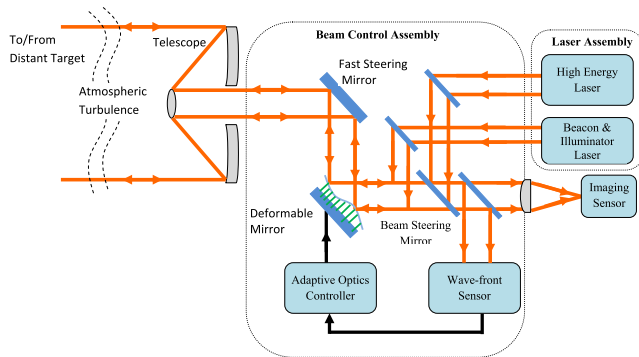 To/From
Distant Target
Telescope
Atmospheric
Turbulence
Beam Control Assembly
Fast Steering
Mirror
Laser Assembly
High Energy
Laser
Beacon &
Illuminator
Laser
Imaging
Sensor
Deformable
Mirror
Beam Steering
Mirror
Adaptive Optics
Controller
Wave-front
Sensor